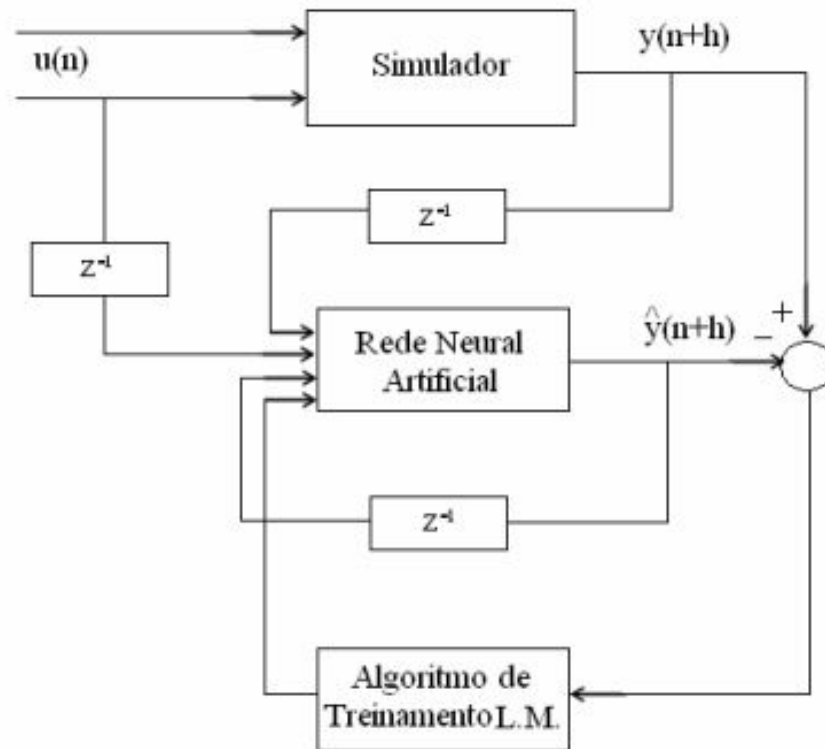 y(n+h)
u(n)
Simulador
z⁻¹
z⁻¹
ŷ(n+h)
+
−
Rede Neural
Artificial
z⁻¹
Algoritmo de
Treinamento L.M.